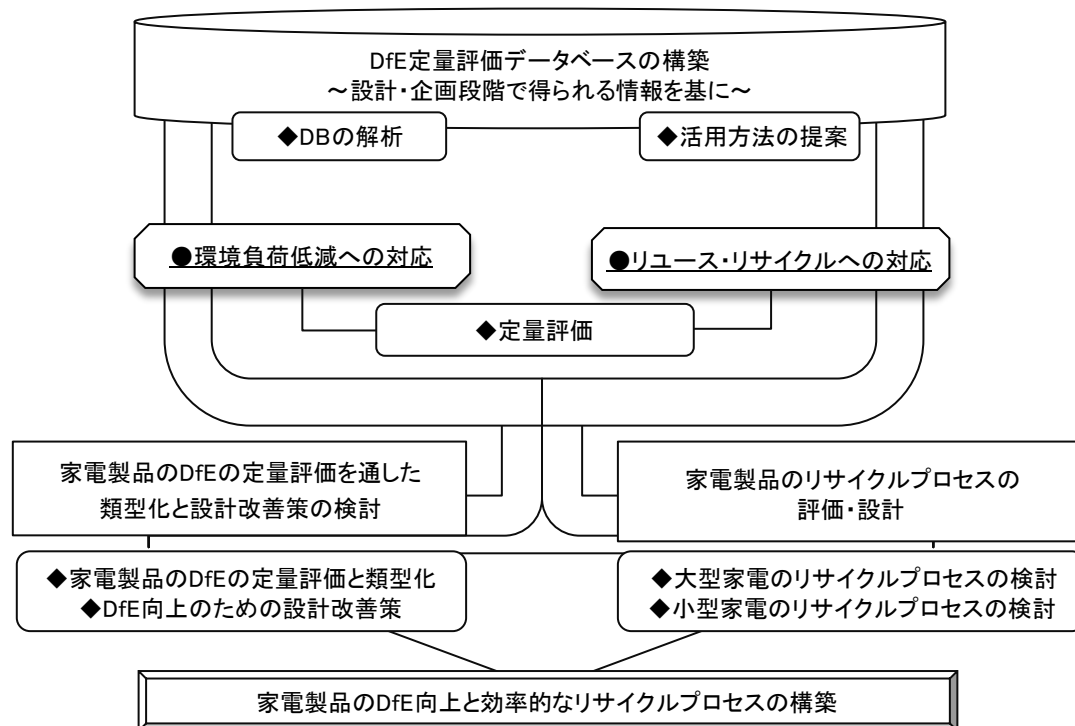 DfE定量評価データベースの構築
～設計・企画段階で得られる情報を基に～
◆DBの解析
◆活用方法の提案
●環境負荷低減への対応
●リユース・リサイクルへの対応
◆定量評価
家電製品のDfEの定量評価を通した
類型化と設計改善策の検討
家電製品のリサイクルプロセスの
評価・設計
◆家電製品のDfEの定量評価と類型化
◆DfE向上のための設計改善策
◆大型家電のリサイクルプロセスの検討
◆小型家電のリサイクルプロセスの検討
家電製品のDfE向上と効率的なリサイクルプロセスの構築